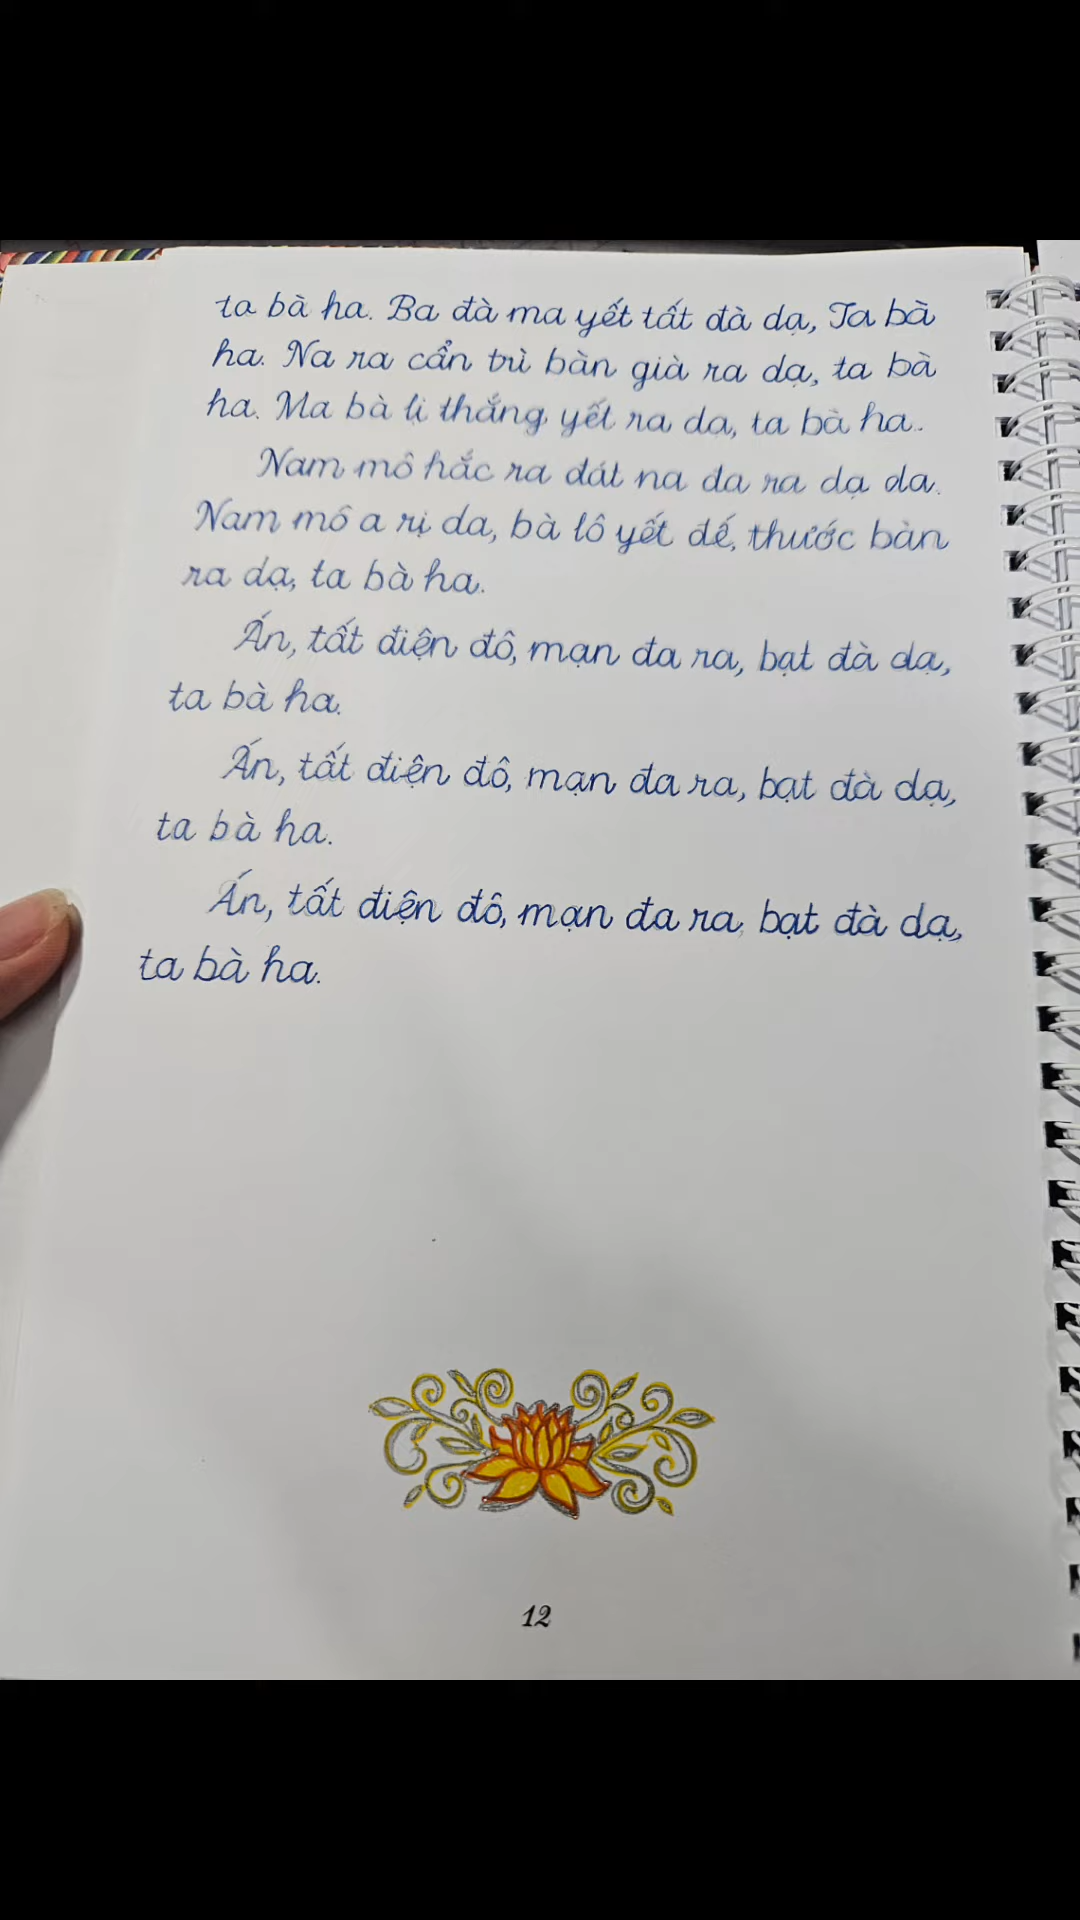 ta bà ha. Ba đà ma yết tất đà dạ, Ta bà
ha. Na ra cẩn trì bàn già ra dạ, ta bà
ha. Ma bà lị thắng yết ra dạ, ta bà ha.
Nam mô hắc ra đát na đa ra dạ da.
Nam mô a rị da, bà lô yết đế, thước bàn
ra dạ, ta bà ha.
Án, tất điện đô, mạn đa ra, bạt đà dạ,
ta bà ha.
Án, tất điện đô, mạn đa ra, bạt đà dạ,
ta bà ha.
Án, tất điện đô, mạn đa ra, bạt đà dạ,
ta bà ha.
12